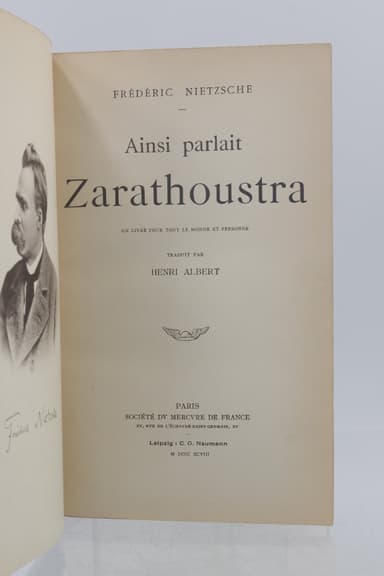 FRÉDÉRIC NIETZSCHE
Ainsi parlait
Zarathoustra
UN LIVRE POUR TOUT LE MONDE ET PERSONNE
TRADUIT PAR
HENRI ALBERT
PARIS
SOCIÉTÉ DV MERCVRE DE FRANCE
XV, RVE DE L'ÉCHAVDÉ-SAINT-GERMAIN, XV
Leipzig : C. G. Naumann
M DCCC XCVIII